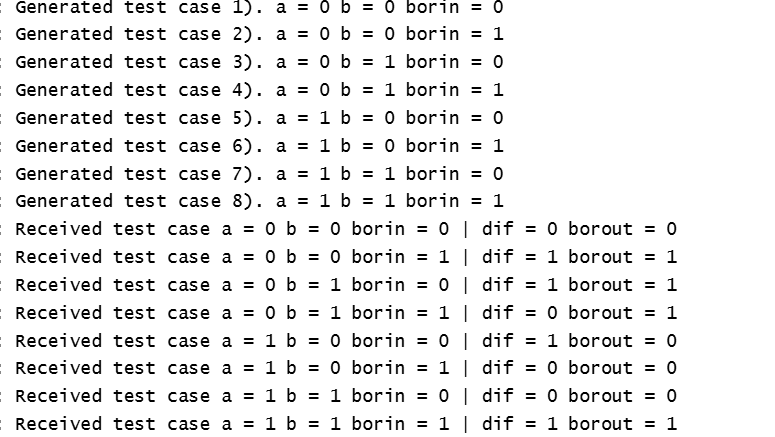 : Generated test case 1). a = 0 b = 0 borin = 0
: Generated test case 2). a = 0 b = 0 borin = 1
: Generated test case 3). a = 0 b = 1 borin = 0
: Generated test case 4). a = 0 b = 1 borin = 1
: Generated test case 5). a = 1 b = 0 borin = 0
: Generated test case 6). a = 1 b = 0 borin = 1
: Generated test case 7). a = 1 b = 1 borin = 0
: Generated test case 8). a = 1 b = 1 borin = 1
: Received test case a = 0 b = 0 borin = 0 | dif = 0 borout = 0
: Received test case a = 0 b = 0 borin = 1 | dif = 1 borout = 1
: Received test case a = 0 b = 1 borin = 0 | dif = 1 borout = 1
: Received test case a = 0 b = 1 borin = 1 | dif = 0 borout = 1
: Received test case a = 1 b = 0 borin = 0 | dif = 1 borout = 0
: Received test case a = 1 b = 0 borin = 1 | dif = 0 borout = 0
: Received test case a = 1 b = 1 borin = 0 | dif = 0 borout = 0
: Received test case a = 1 b = 1 borin = 1 | dif = 1 borout = 1